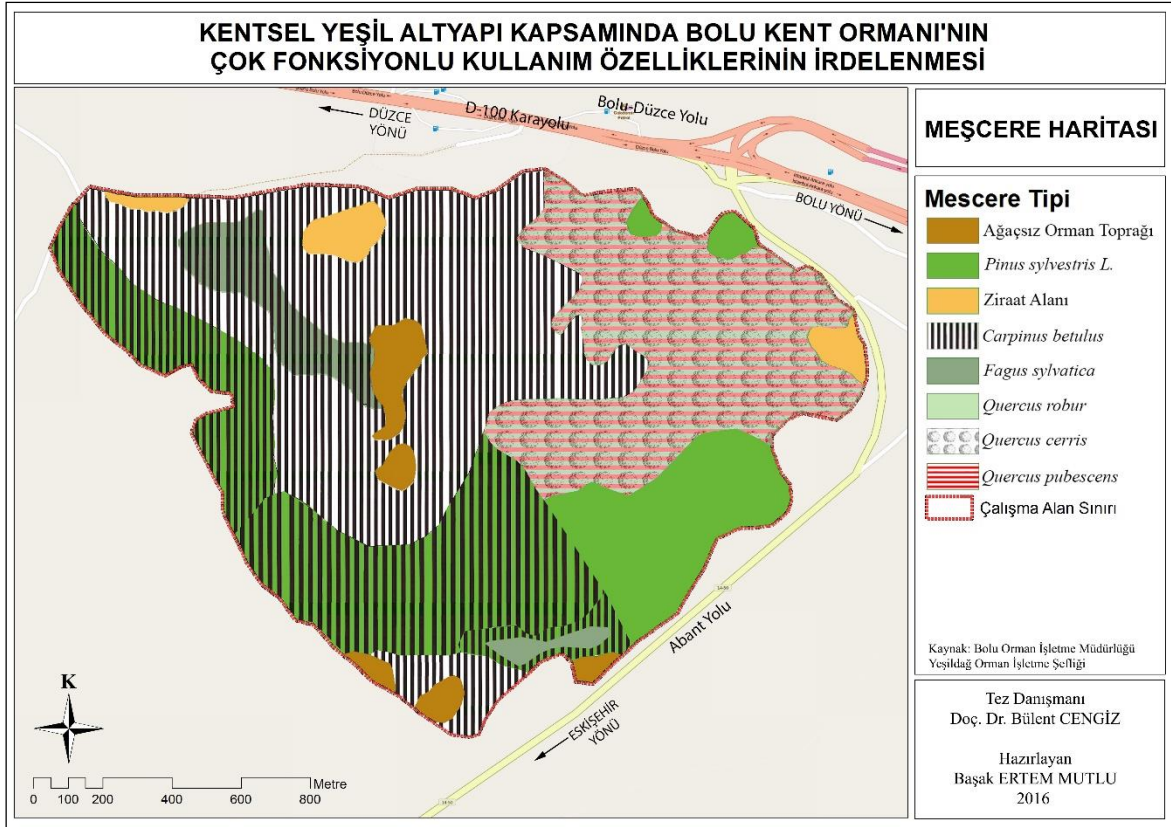 KENTSEL YEŞİL ALTYAPI KAPSAMINDA BOLU KENT ORMANI'NIN
ÇOK FONKSİYONLU KULLANIM ÖZELLİKLERİNİN İRDELENMESİ
DÜZCE
YÖNÜ
D-100 Karayolu
Bolu-Düzce Yolu
BOLU YÖNÜ
Abant Yolu
ESKİŞEHİR
YÖNÜ
K
0 100 200 400 600 800
Metre
MEŞCERE HARİTASI
Mescere Tipi
Ağaçsız Orman Toprağı
Pinus sylvestris L.
Ziraat Alanı
Carpinus betulus
Fagus sylvatica
Quercus robur
Quercus cerris
Quercus pubescens
Çalışma Alan Sınırı
Kaynak: Bolu Orman İşletme Müdürlüğü
Yeşildağ Orman İşletme Şefliği
Tez Danışmanı
Doç. Dr. Bülent CENGİZ
Hazırlayan
Başak ERTEM MUTLU
2016